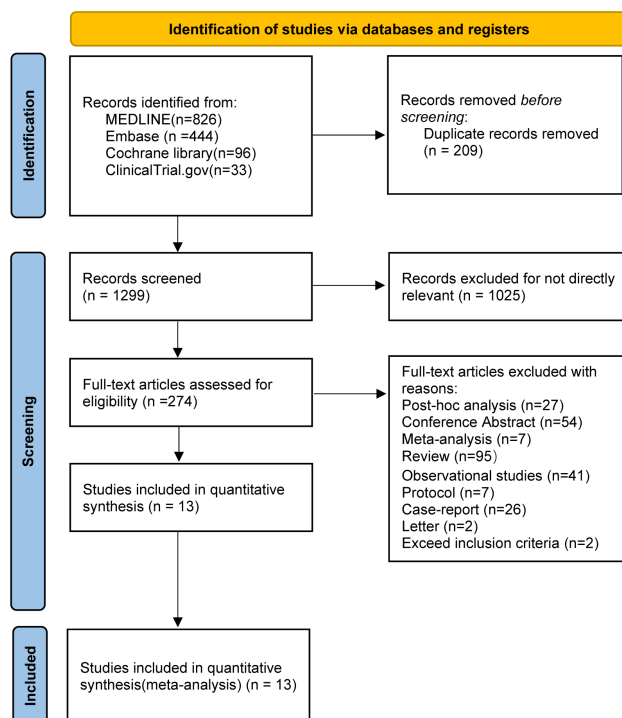 Identification of studies via databases and registers
Identification
Records identified from:
MEDLINE(n=826)
Embase (n =444)
Cochrane library(n=96)
ClinicalTrial.gov(n=33)
Records removed before
screening:
Duplicate records removed
(n = 209)
Screening
Records screened
(n = 1299)
Records excluded for not directly
relevant (n = 1025)
Full-text articles assessed for
eligibility (n =274)
Full-text articles excluded with
reasons:
Post-hoc analysis (n=27)
Conference Abstract (n=54)
Meta-analysis (n=7)
Review (n=95)
Observational studies (n=41)
Protocol (n=7)
Case-report (n=26)
Letter (n=2)
Exceed inclusion criteria (n=2)
Studies included in quantitative
synthesis (n = 13)
Included
Studies included in quantitative
synthesis(meta-analysis) (n = 13)